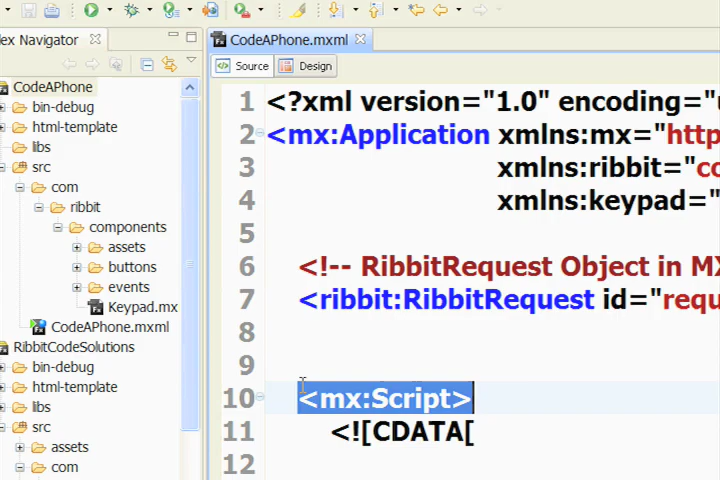 lex Navigator
CodeAPhone
bin-debug
html-template
libs
src
com
ribbit
components
assets
buttons
events
Keypad.mx
CodeAPhone.mxml
RibbitCodeSolutions
bin-debug
html-template
libs
src
assets
com
CodeAPhone.mxml
Source Design
1 <?xml version="1.0" encoding="u
2 <mx:Application xmlns:mx="http
3 xmlns:ribbit="co
4 xmlns:keypad="
5
6 <!-- RibbitRequest Object in MX
7 <ribbit:RibbitRequest id="requ
8
9
10 <mx:Script>
11 <![CDATA[
12